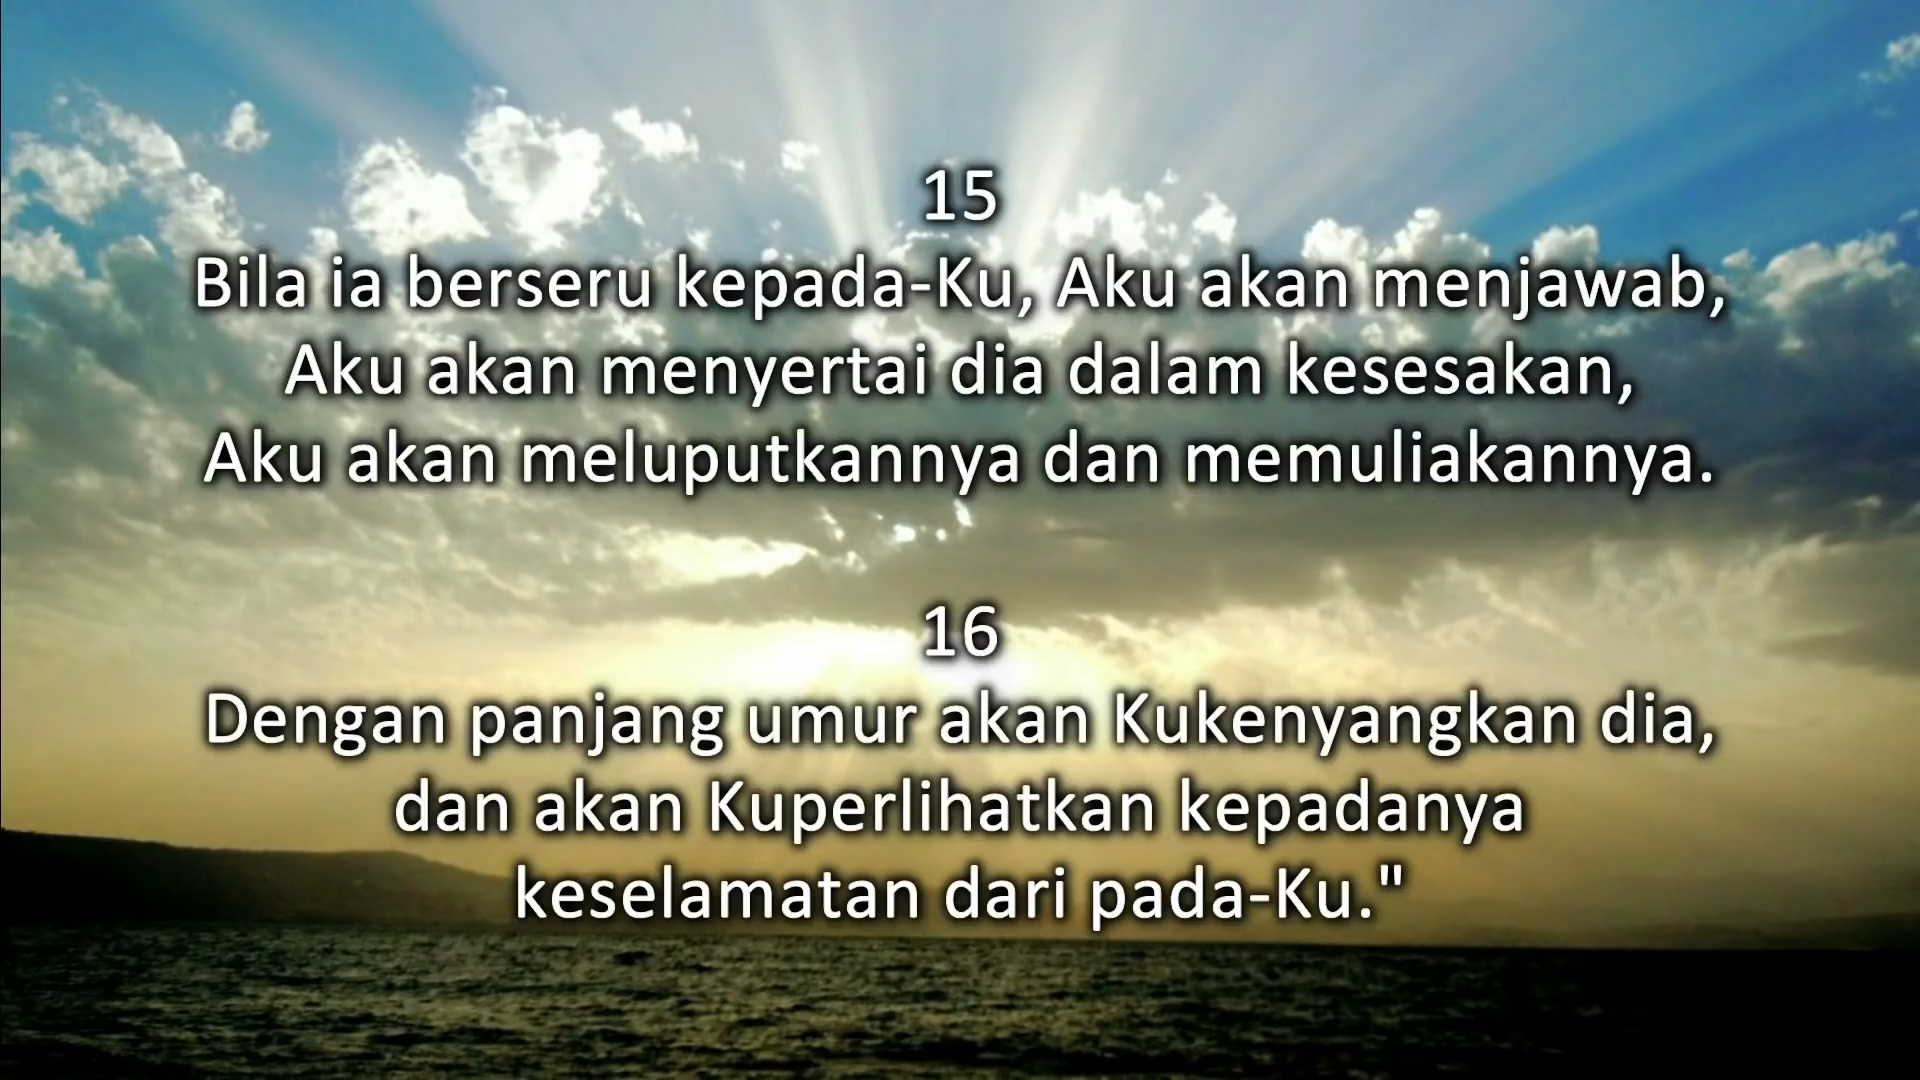 15
Bila ia berseru kepada-Ku, Aku akan menjawab,
Aku akan menyertai dia dalam kesesakan,
Aku akan meluputkannya dan memuliakannya.
16
Dengan panjang umur akan Kukenyangkan dia,
dan akan Kuperlihatkan kepadanya
keselamatan dari pada-Ku."